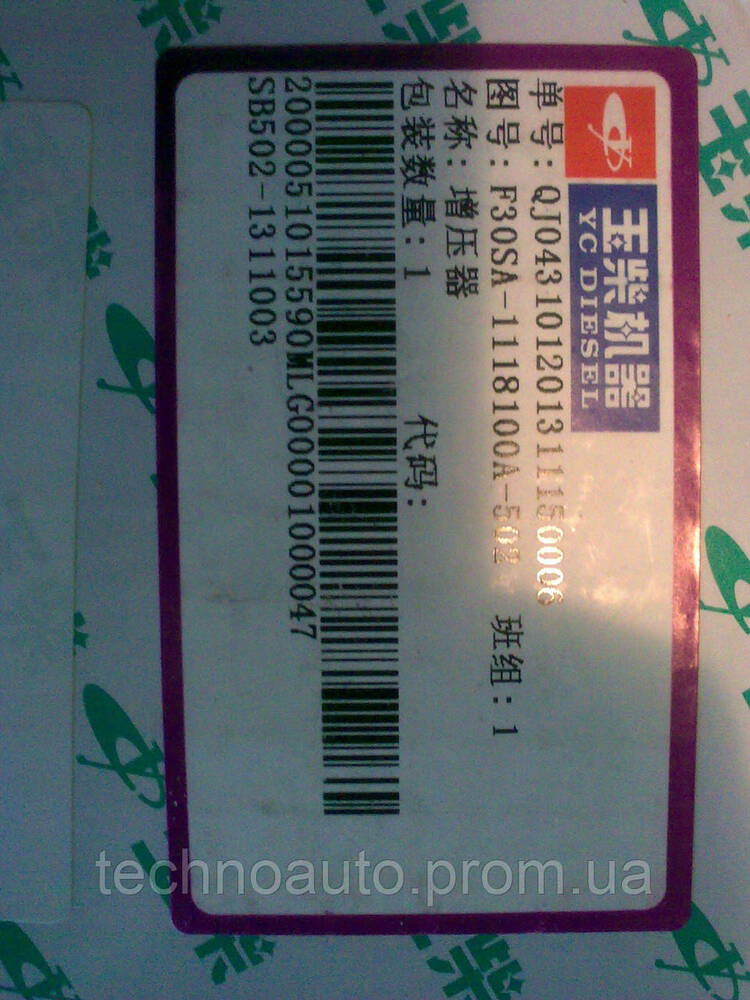 玉柴机器
YC DIESEL
单号: QJ043101201311150006
图号: F30SA-1118100A-502 班组: 1
名称: 增压器
包装数量: 1 代码:
2000051015590MLG00001000047
SB502-1311003
technoauto.prom.ua